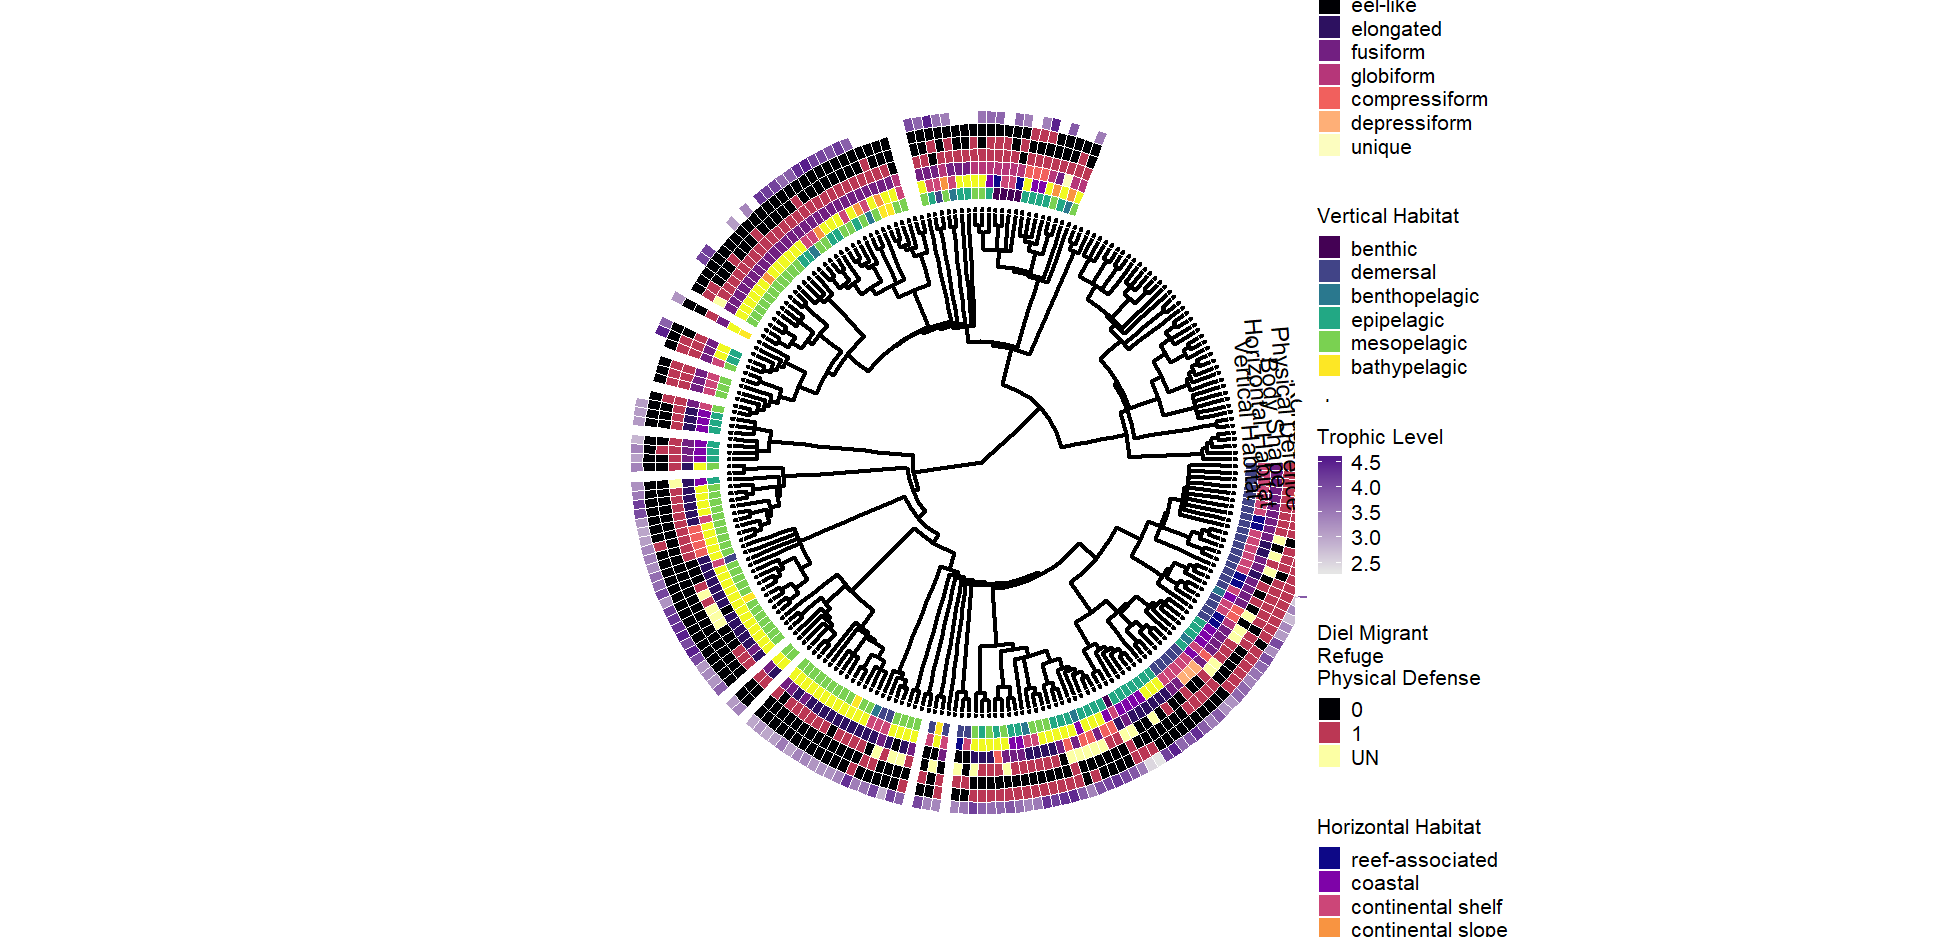 eel-like
elongated
fusiform
globiform
compressiform
depressiform
unique
Vertical Habitat
benthic
demersal
benthopelagic
epipelagic
mesopelagic
bathypelagic
Trophic Level
4.5
4.0
3.5
3.0
2.5
Diel Migrant
Refuge
Physical Defense
0
1
UN
Horizontal Habitat
reef-associated
coastal
continental shelf
continental slope
Vertical Habitat
Horizontal Habitat
Body Shape
Physical Defence